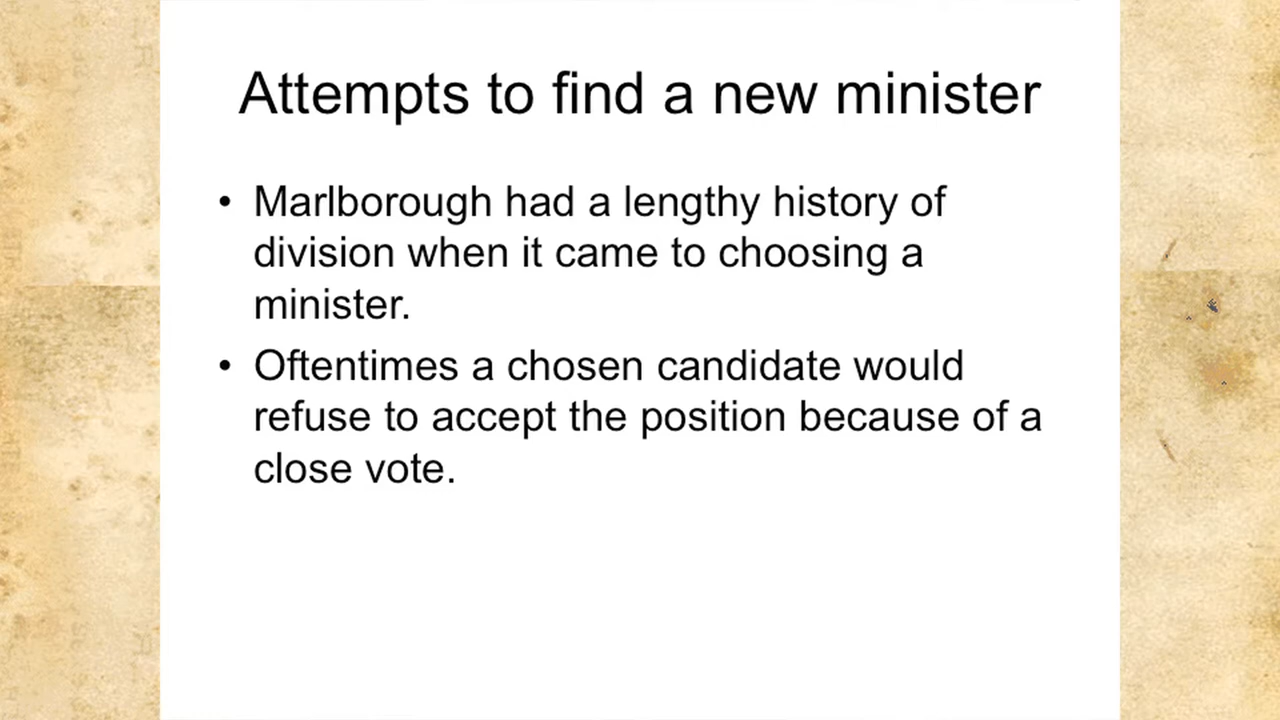 Attempts to find a new minister
• Marlborough had a lengthy history of
division when it came to choosing a
minister.
• Oftentimes a chosen candidate would
refuse to accept the position because of a
close vote.